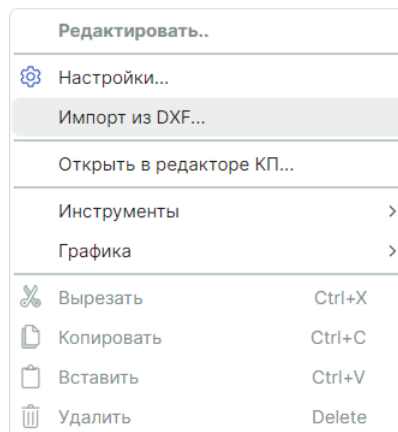 Редактировать..
Настройки...
Импорт из DXF...
Открыть в редакторе КП...
Инструменты
Графика
Вырезать Ctrl+X
Копировать Ctrl+C
Вставить Ctrl+V
Удалить Delete